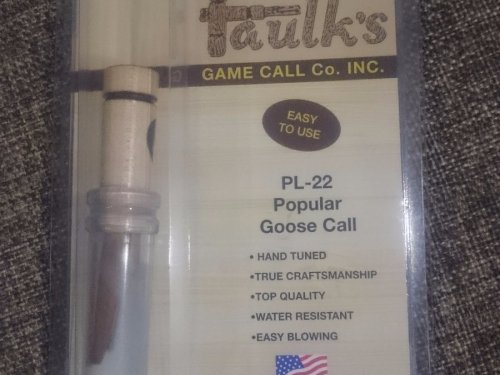 Faulk's
GAME CALL Co. INC.
EASY
TO USE
PL-22
Popular
Goose Call
• HAND TUNED
•TRUE CRAFTSMANSHIP
•TOP QUALITY
•WATER RESISTANT
•EASY BLOWING